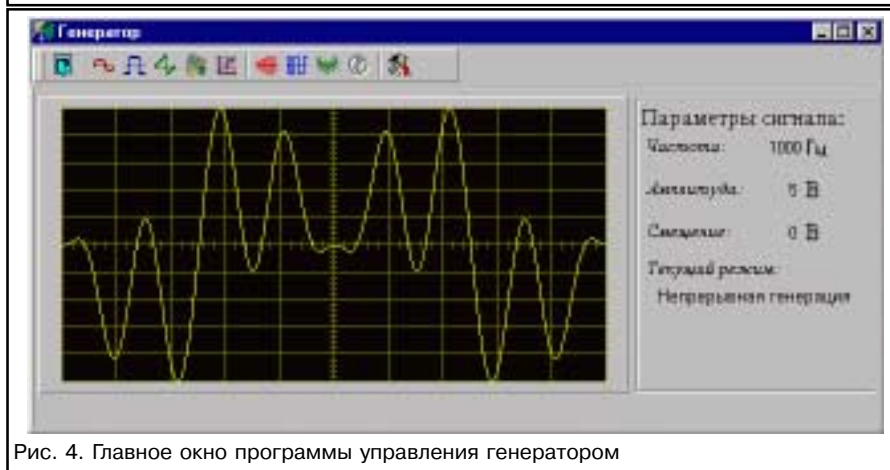 Генератор
Параметры сигнала:
Частота: 1000 Гц
Амплитуда: 5 В
Смещение: 0 В
Текущий режим:
Непрерывная генерация
Рис. 4. Главное окно программы управления генератором